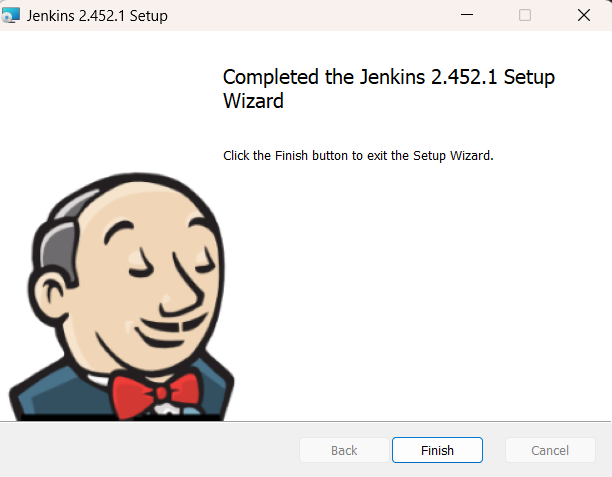 Jenkins 2.452.1 Setup
Completed the Jenkins 2.452.1 Setup
Wizard
Click the Finish button to exit the Setup Wizard.
Back
Finish
Cancel